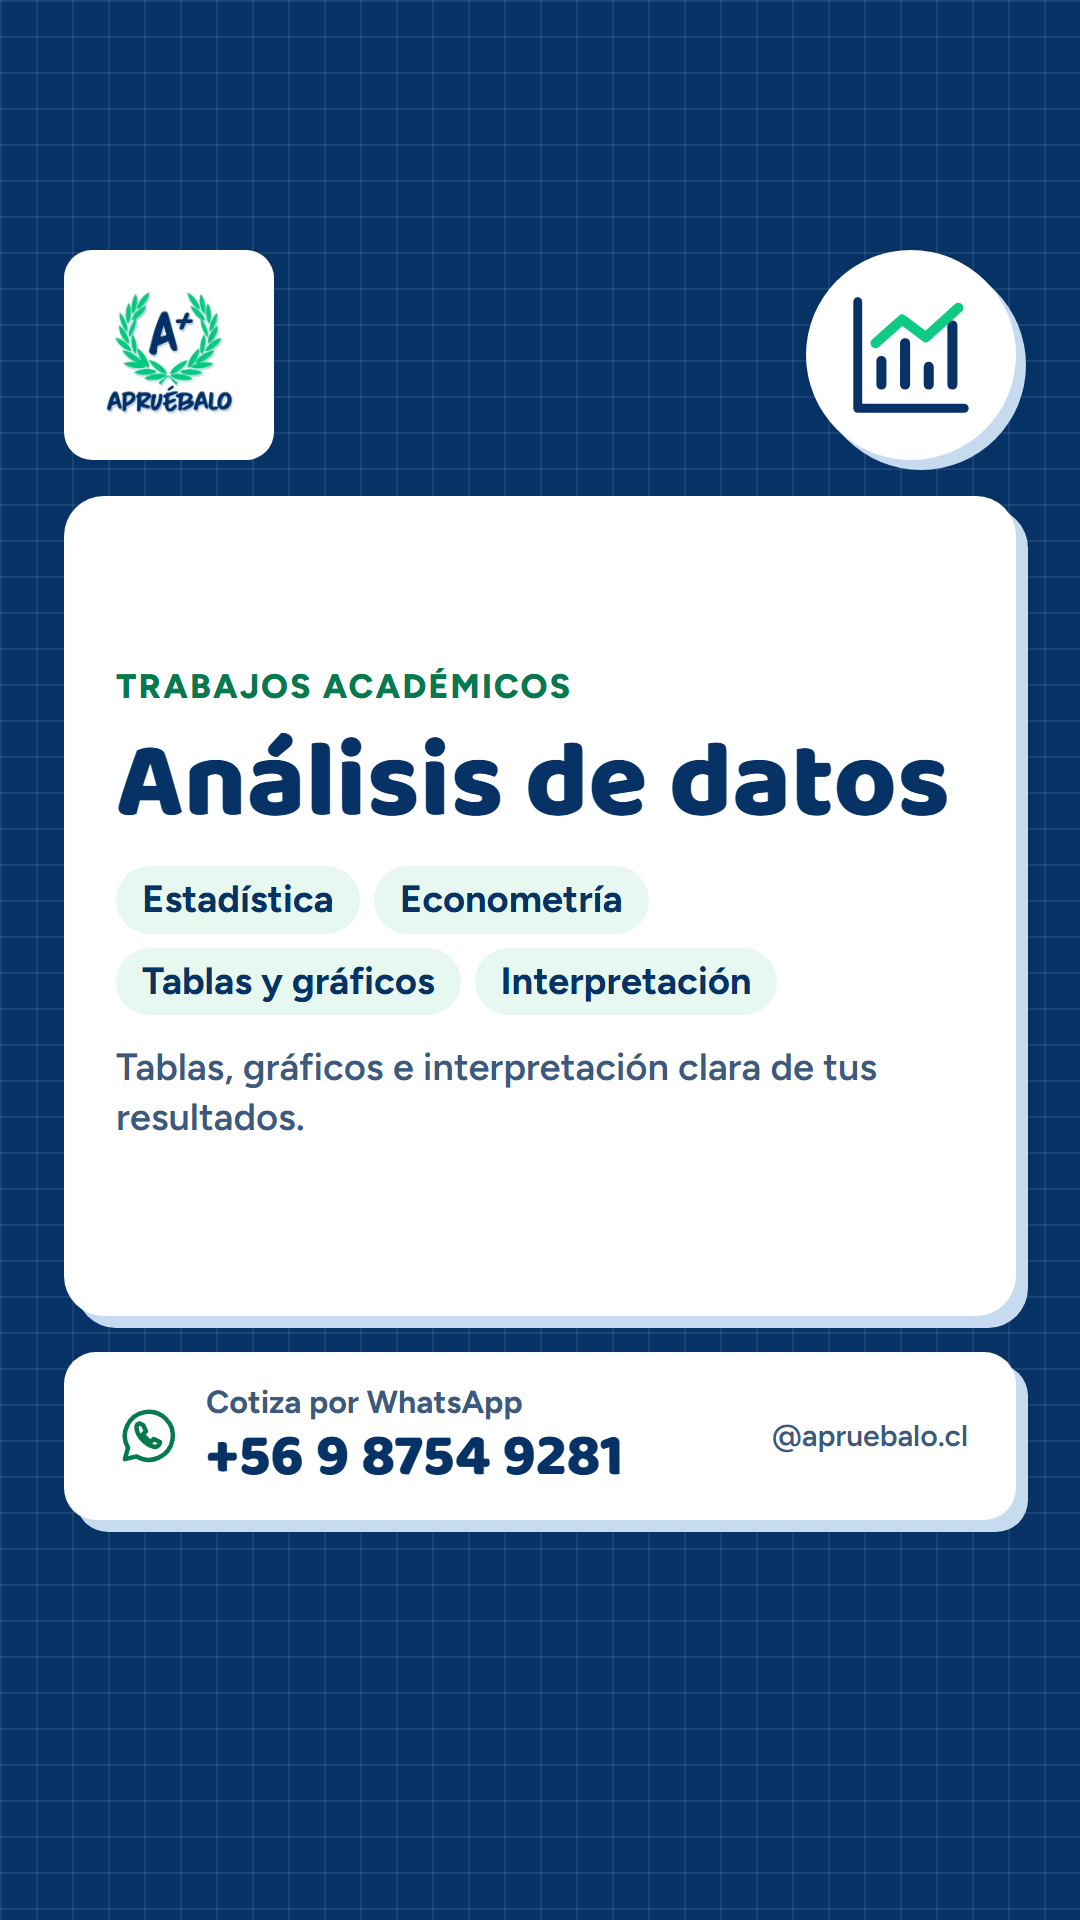 A+
APRUÉBALO
TRABAJOS ACADÉMICOS
Análisis de datos
Estadística
Econometría
Tablas y gráficos
Interpretación
Tablas, gráficos e interpretación clara de tus
resultados.
Cotiza por WhatsApp
+56 9 8754 9281
@apruebalo.cl